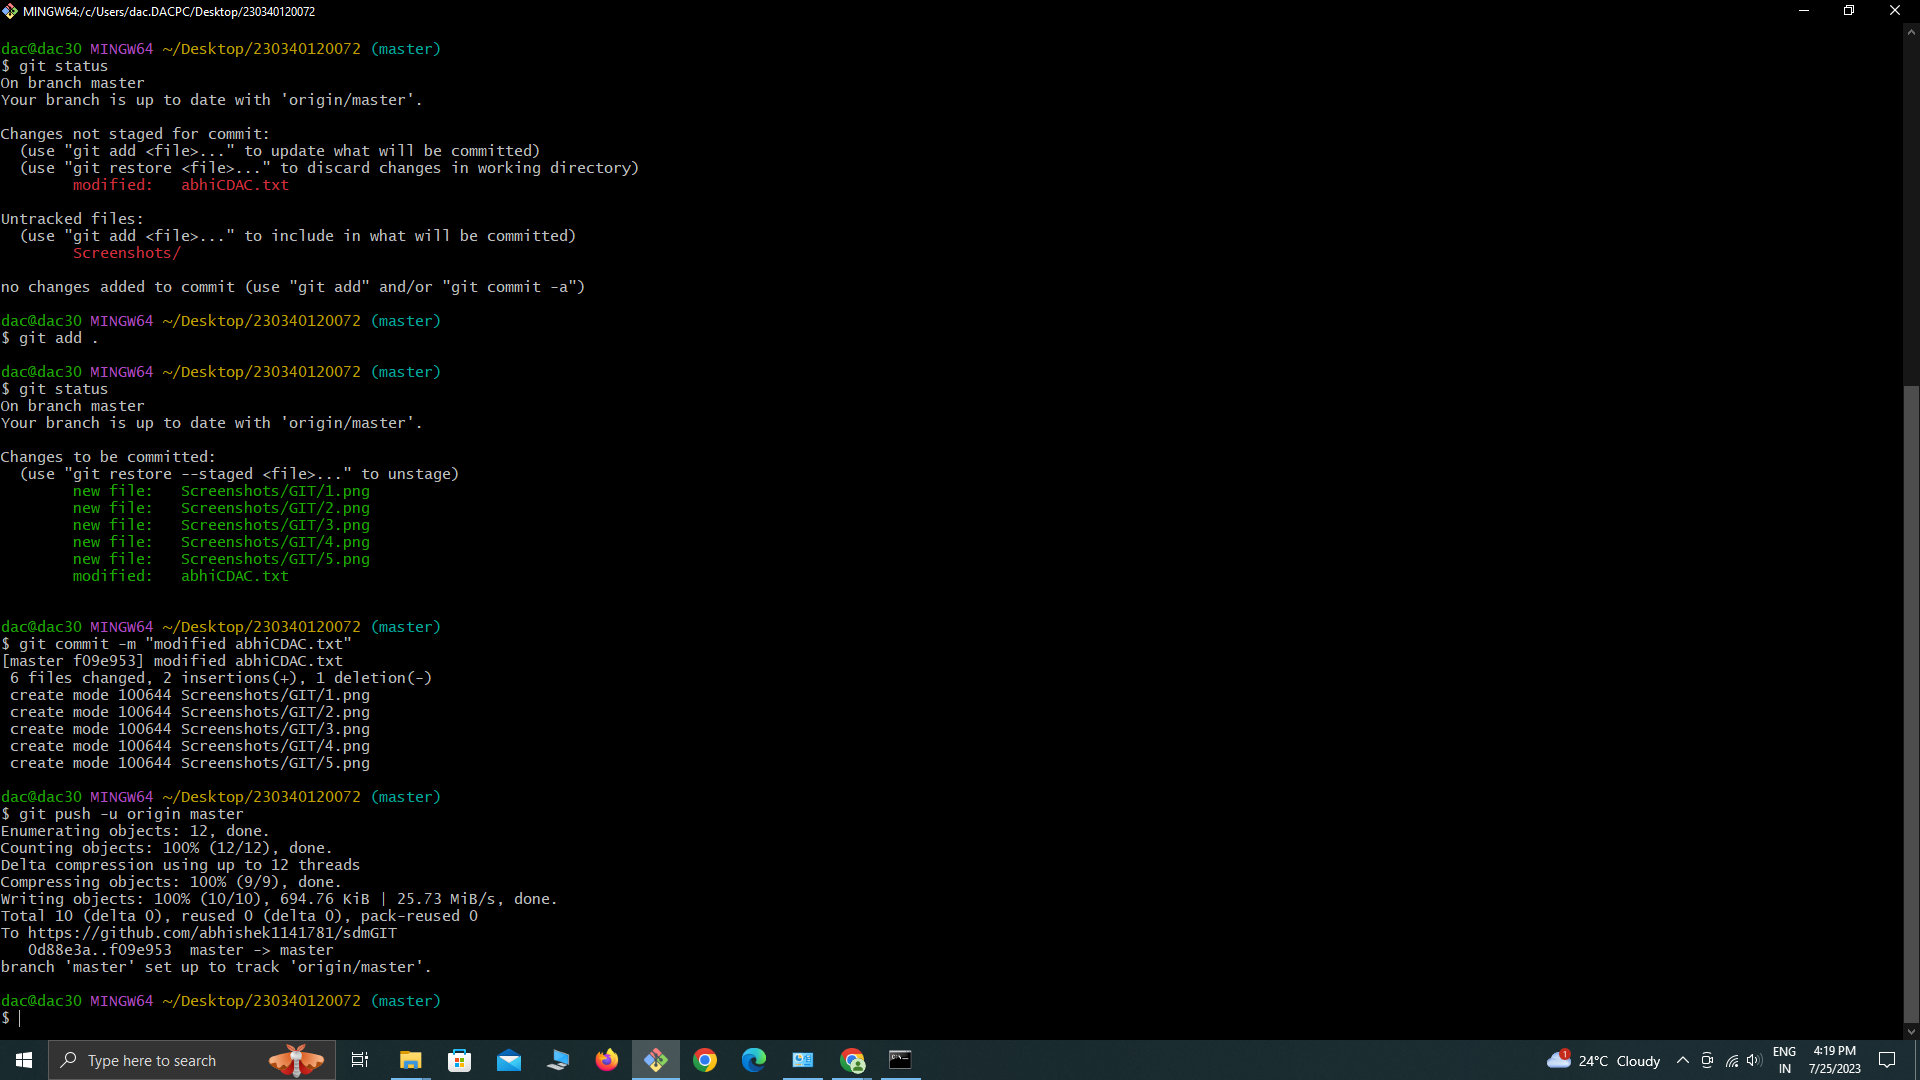 MINGW64:/c/Users/dac.DACPC/Desktop/230340120072
dac@dac30 MINGW64 ~/Desktop/230340120072 (master)
$ git status
On branch master
Your branch is up to date with 'origin/master'.
Changes not staged for commit:
  (use "git add <file>..." to update what will be committed)
  (use "git restore <file>..." to discard changes in working directory)
        modified:   abhiCDAC.txt
Untracked files:
  (use "git add <file>..." to include in what will be committed)
        Screenshots/
no changes added to commit (use "git add" and/or "git commit -a")
dac@dac30 MINGW64 ~/Desktop/230340120072 (master)
$ git add .
dac@dac30 MINGW64 ~/Desktop/230340120072 (master)
$ git status
On branch master
Your branch is up to date with 'origin/master'.
Changes to be committed:
  (use "git restore --staged <file>..." to unstage)
        new file:   Screenshots/GIT/1.png
        new file:   Screenshots/GIT/2.png
        new file:   Screenshots/GIT/3.png
        new file:   Screenshots/GIT/4.png
        new file:   Screenshots/GIT/5.png
        modified:   abhiCDAC.txt
dac@dac30 MINGW64 ~/Desktop/230340120072 (master)
$ git commit -m "modified abhiCDAC.txt"
[master f09e953] modified abhiCDAC.txt
 6 files changed, 2 insertions(+), 1 deletion(-)
 create mode 100644 Screenshots/GIT/1.png
 create mode 100644 Screenshots/GIT/2.png
 create mode 100644 Screenshots/GIT/3.png
 create mode 100644 Screenshots/GIT/4.png
 create mode 100644 Screenshots/GIT/5.png
dac@dac30 MINGW64 ~/Desktop/230340120072 (master)
$ git push -u origin master
Enumerating objects: 12, done.
Counting objects: 100% (12/12), done.
Delta compression using up to 12 threads
Compressing objects: 100% (9/9), done.
Writing objects: 100% (10/10), 694.76 KiB | 25.73 MiB/s, done.
Total 10 (delta 0), reused 0 (delta 0), pack-reused 0
To https://github.com/abhishek1141781/sdmGIT
   0d88e3a..f09e953  master -> master
branch 'master' set up to track 'origin/master'.
dac@dac30 MINGW64 ~/Desktop/230340120072 (master)
$
Type here to search
1
24°C Cloudy
ENG
IN
4:19 PM
7/25/2023